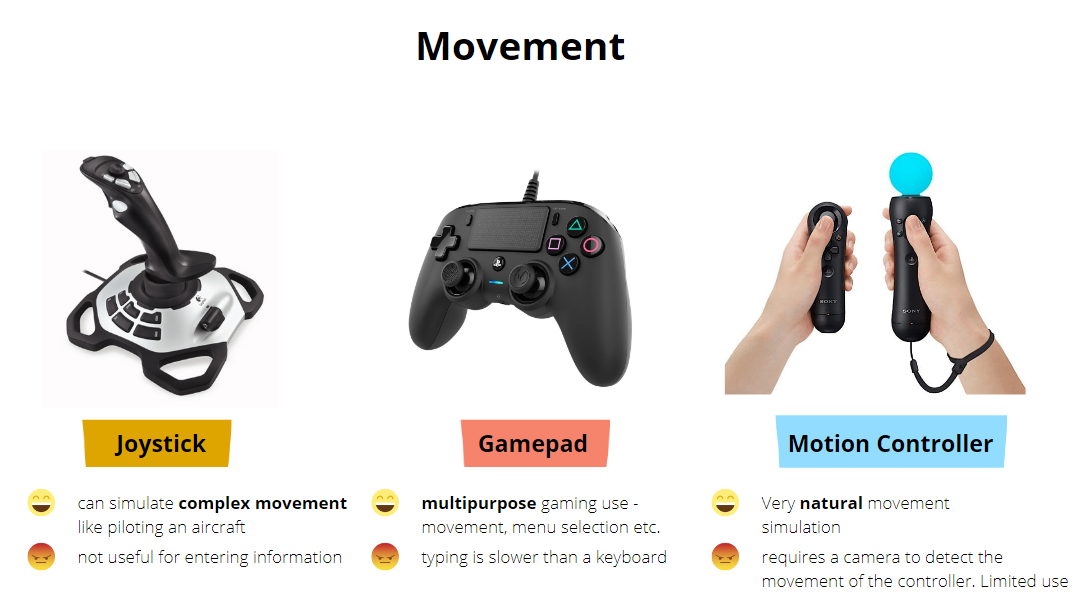 Movement
SONY
SONY
Joystick
Gamepad
Motion Controller
can simulate complex movement
like piloting an aircraft
not useful for entering information
multipurpose gaming use -
movement, menu selection etc.
typing is slower than a keyboard
Very natural movement
simulation
requires a camera to detect the
movement of the controller. Limited use